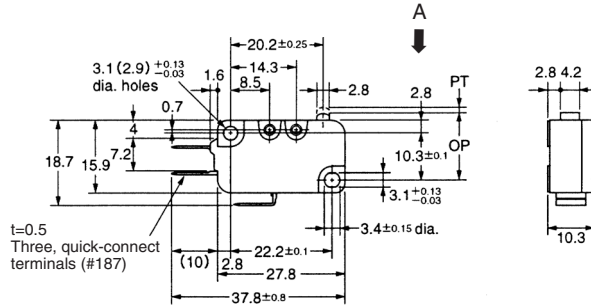 A
20.2±0.25
14.3
8.5
3.1(2.9) +0.13 -0.03
dia. holes
1.6
2.8
PT
2.8
2.8
4.2
0.7
4
18.7
15.9
7.2
10.3±0.1
OP
3.1 +0.13 -0.03
3.4±0.15 dia.
t=0.5
Three, quick-connect
terminals (#187)
(10)
2.8
22.2±0.1
27.8
37.8±0.8
10.3